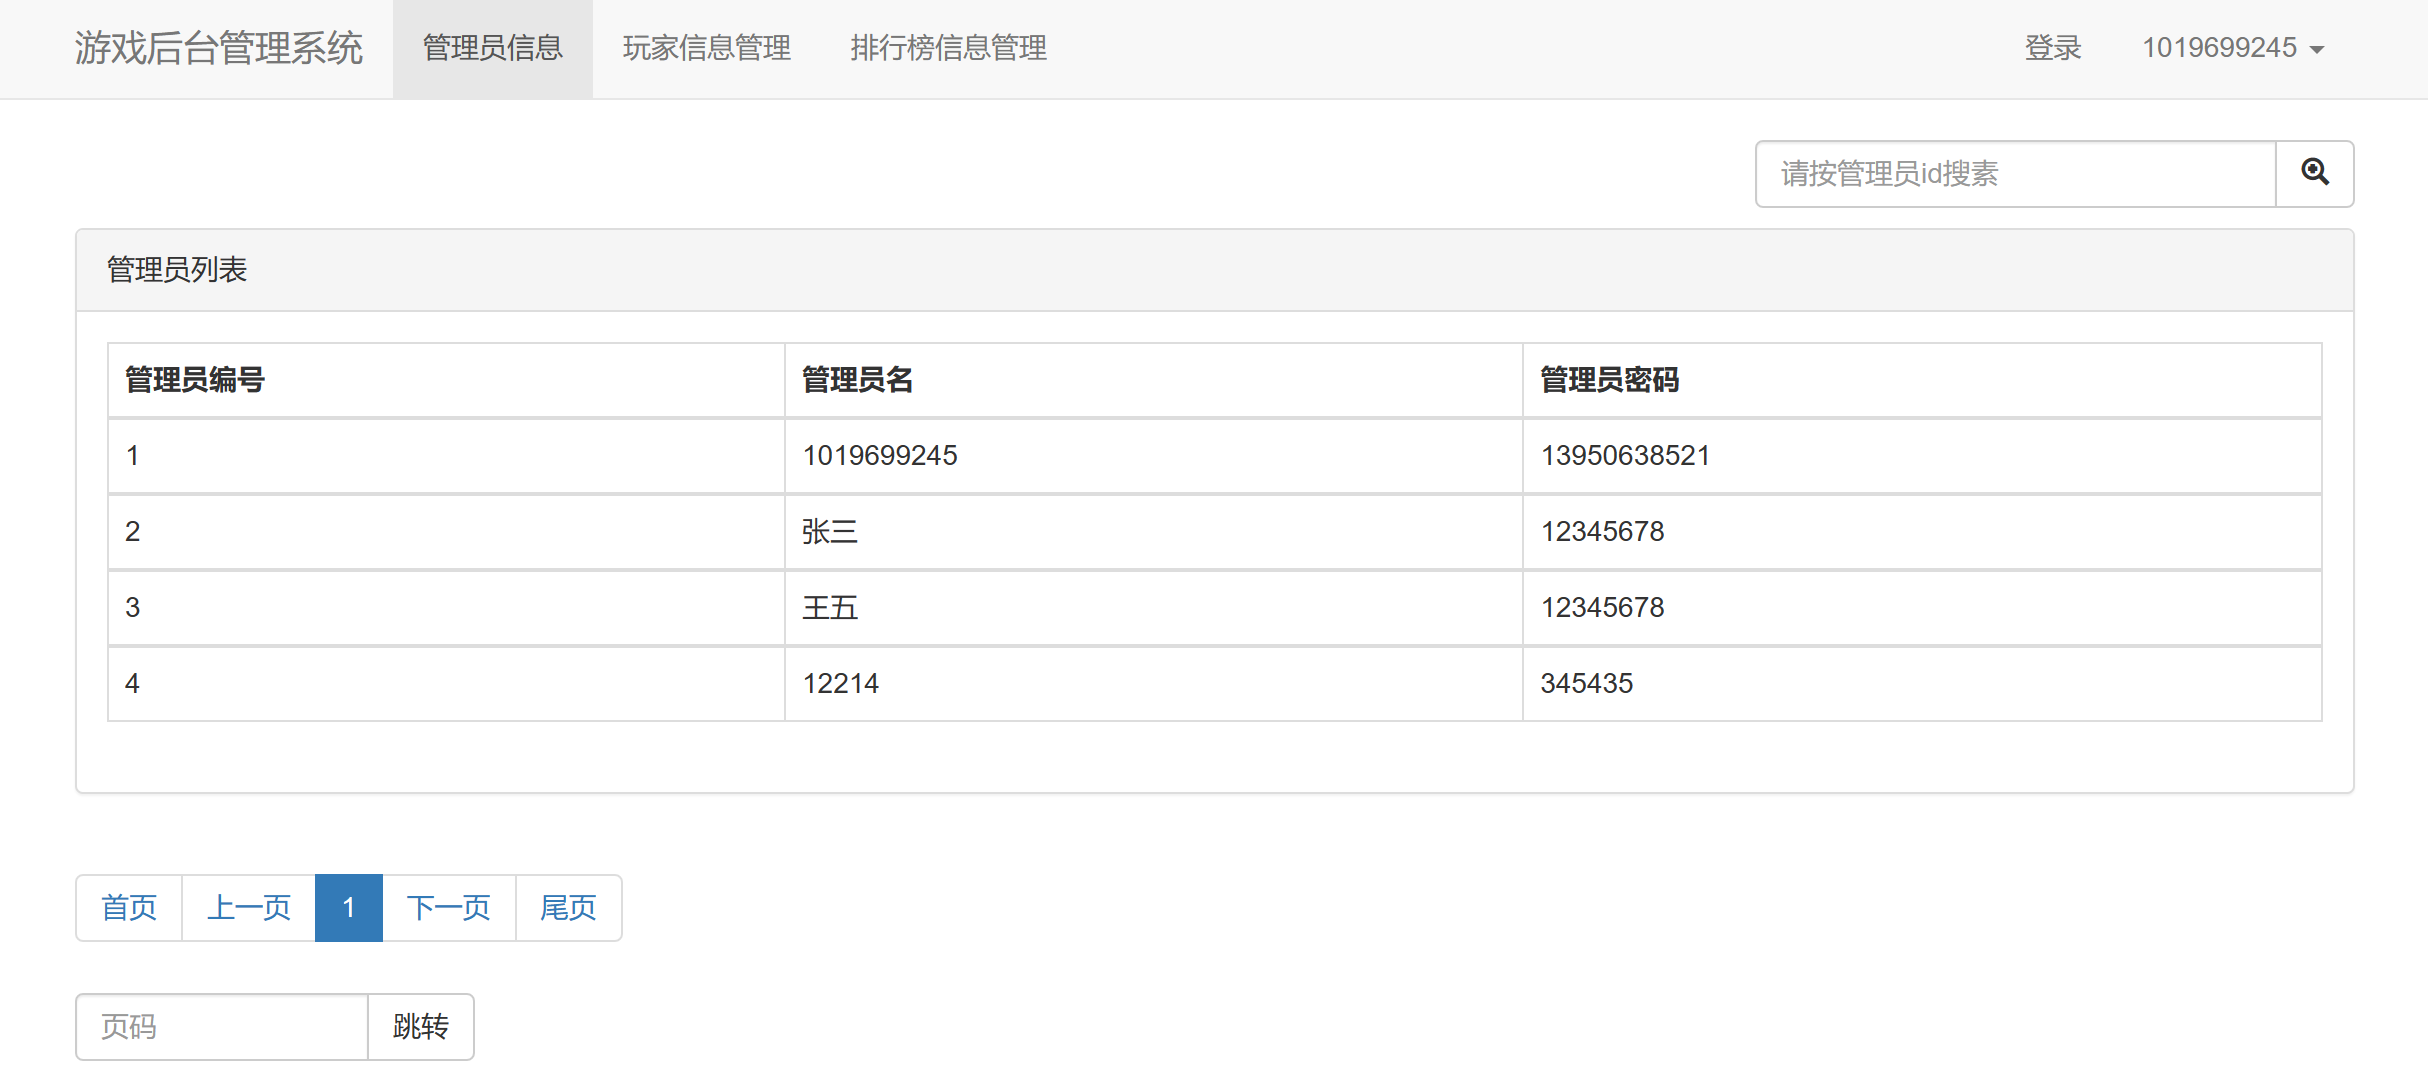 游戏后台管理系统 管理员信息 玩家信息管理 排行榜信息管理 登录 1019699245
请按管理员id搜素
管理员列表
管理员编号 管理员名 管理员密码
1 1019699245 13950638521
2 张三 12345678
3 王五 12345678
4 12214 345435
首页 上一页 1 下一页 尾页
页码 跳转